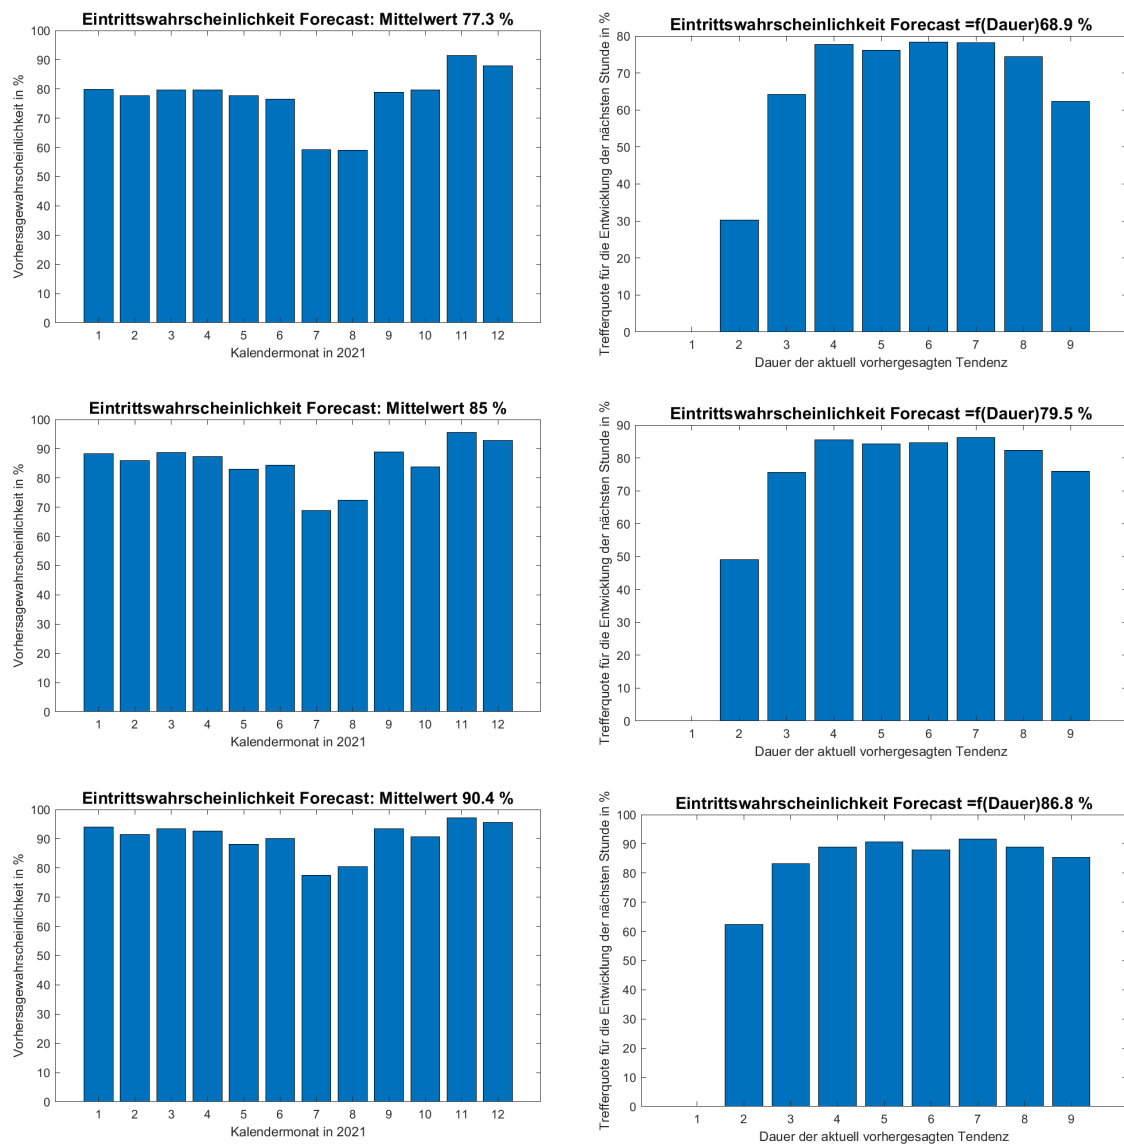 Eintrittswahrscheinlichkeit Forecast: Mittelwert 77.3 %
Vorhersagewahrscheinlichkeit in %
100
90
80
70
60
50
40
30
20
10
0
1 2 3 4 5 6 7 8 9 10 11 12
Kalendermonat in 2021
Eintrittswahrscheinlichkeit Forecast =f(Dauer)68.9 %
Trefferquote für die Entwicklung der nächsten Stunde in %
80
70
60
50
40
30
20
10
0
1 2 3 4 5 6 7 8 9
Dauer der aktuell vorhergesagten Tendenz
Eintrittswahrscheinlichkeit Forecast: Mittelwert 85 %
Vorhersagewahrscheinlichkeit in %
100
90
80
70
60
50
40
30
20
10
0
1 2 3 4 5 6 7 8 9 10 11 12
Kalendermonat in 2021
Eintrittswahrscheinlichkeit Forecast =f(Dauer)79.5 %
Trefferquote für die Entwicklung der nächsten Stunde in %
90
80
70
60
50
40
30
20
10
0
1 2 3 4 5 6 7 8 9
Dauer der aktuell vorhergesagten Tendenz
Eintrittswahrscheinlichkeit Forecast: Mittelwert 90.4 %
Vorhersagewahrscheinlichkeit in %
100
90
80
70
60
50
40
30
20
10
0
1 2 3 4 5 6 7 8 9 10 11 12
Kalendermonat in 2021
Eintrittswahrscheinlichkeit Forecast =f(Dauer)86.8 %
Trefferquote für die Entwicklung der nächsten Stunde in %
100
90
80
70
60
50
40
30
20
10
0
1 2 3 4 5 6 7 8 9
Dauer der aktuell vorhergesagten Tendenz